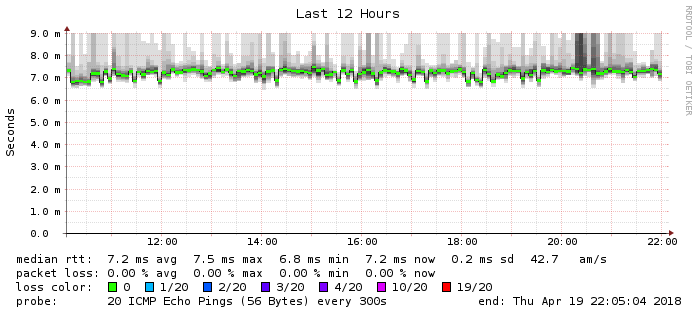 Last 12 Hours
RRDTOOL / TOBI OETIKER
Seconds
9.0 m
8.0 m
7.0 m
6.0 m
5.0 m
4.0 m
3.0 m
2.0 m
1.0 m
0.0
12:00 14:00 16:00 18:00 20:00 22:00
median rtt: 7.2 ms avg 7.5 ms max 6.8 ms min 7.2 ms now 0.2 ms sd 42.7 am/s
packet loss: 0.00 % avg 0.00 % max 0.00 % min 0.00 % now
loss color: 0 1/20 2/20 3/20 4/20 10/20 19/20
probe: 20 ICMP Echo Pings (56 Bytes) every 300s end: Thu Apr 19 22:05:04 2018